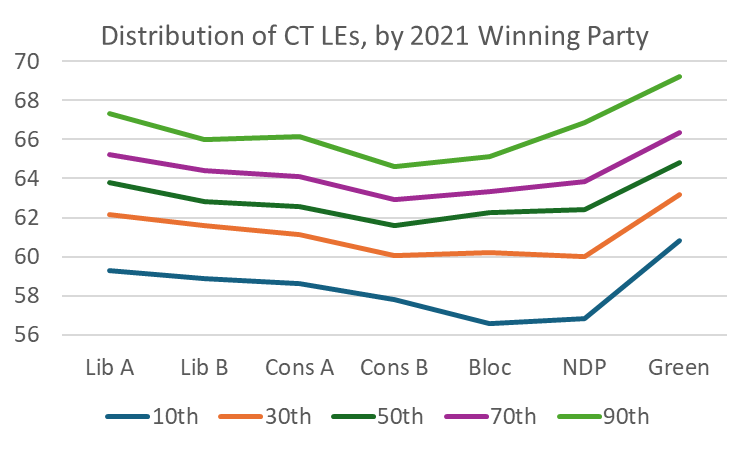 Distribution of CT LEs, by 2021 Winning Party
70
68
66
64
62
60
58
56
Lib A Lib B Cons A Cons B Bloc NDP Green
10th 30th 50th 70th 90th